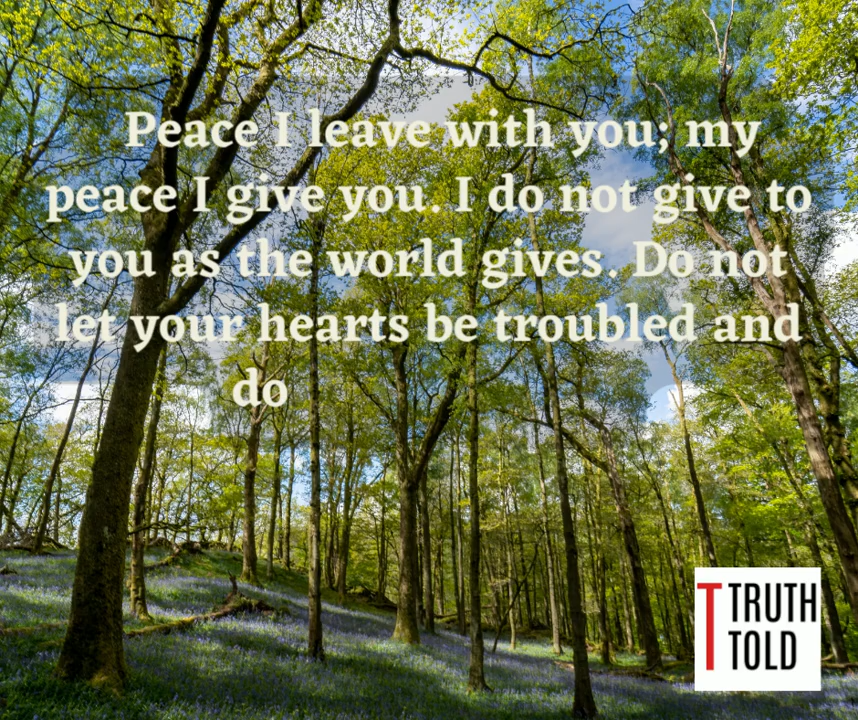 Peace I leave with you; my
peace I give you. I do not give to
you as the world gives. Do not
let your hearts be troubled and
do
TRUTH
TOLD